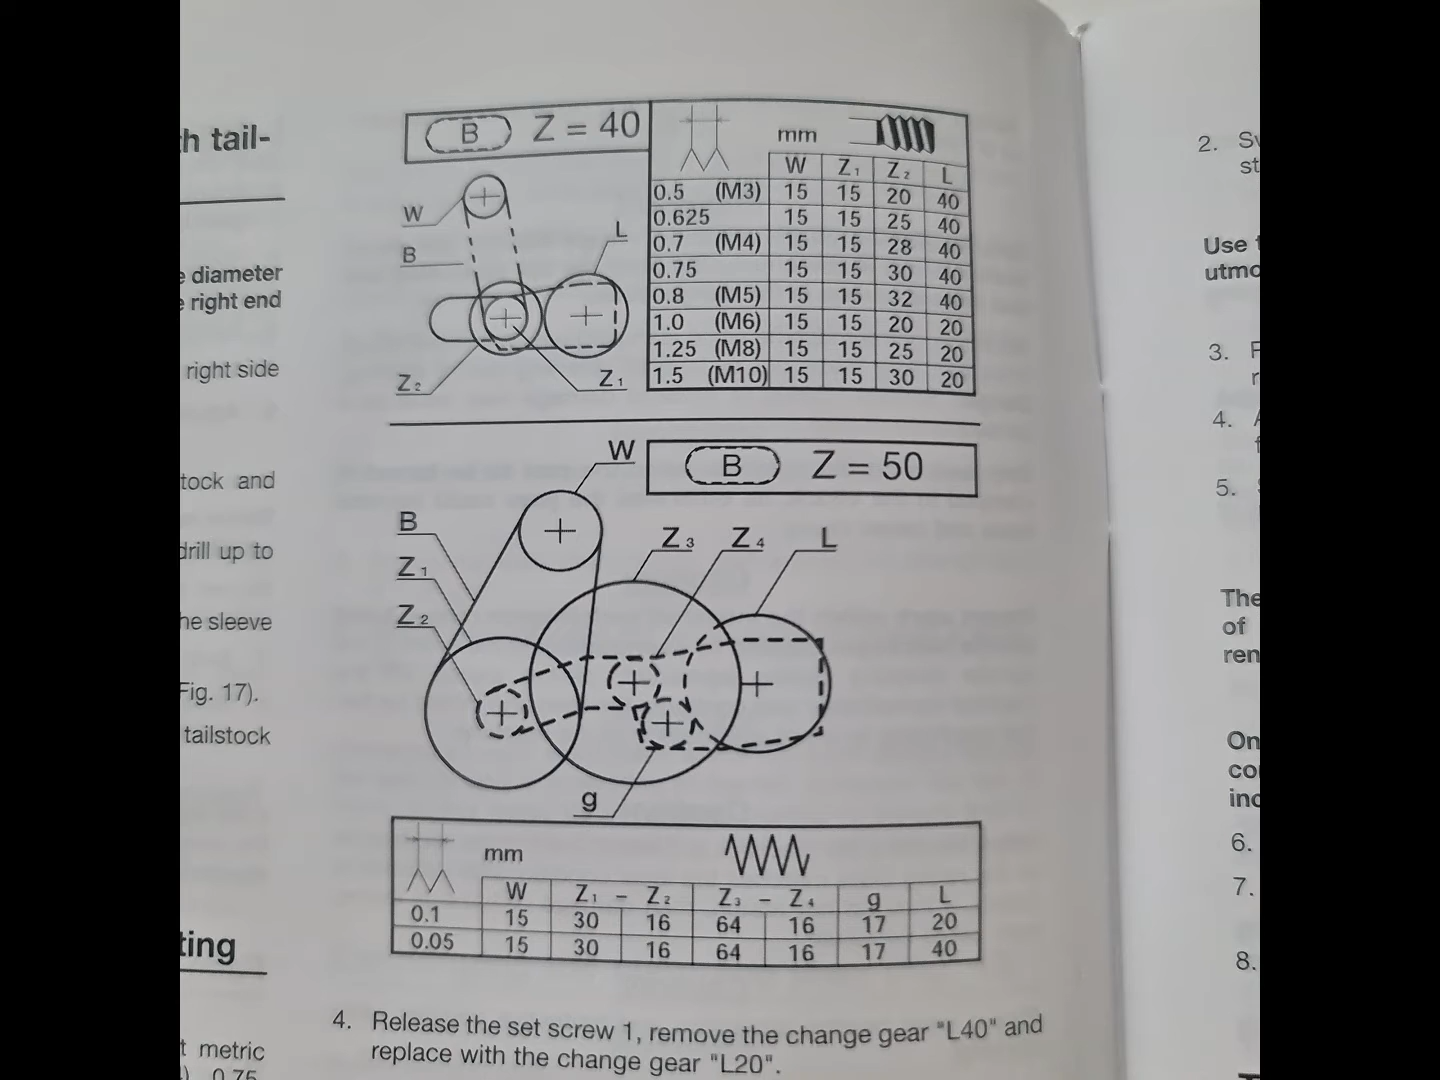 h tail-
diameter
right end
right side
tock and
drill up to
he sleeve
Fig. 17).
tailstock
ting
t metric
0.75
B Z = 40
W
B
L
Z₂
Z₁
mm
W Z₁ Z₂ L
0.5 (M3) 15 15 20 40
0.625 15 15 25 40
0.7 (M4) 15 15 28 40
0.75 15 15 30 40
0.8 (M5) 15 15 32 40
1.0 (M6) 15 15 20 20
1.25 (M8) 15 15 25 20
1.5 (M10) 15 15 30 20
B Z = 50
W
B
Z₁
Z₂
Z₃ Z₄ L
g
mm
W Z₁ – Z₂ Z₃ – Z₄ g L
0.1 15 30 16 64 16 17 20
0.05 15 30 16 64 16 17 40
4. Release the set screw 1, remove the change gear "L40" and
replace with the change gear "L20".
2. S
st
Use
utmo
3.
r
4.
f
5.
The
of
ren
On
co
inc
6.
7.
8.